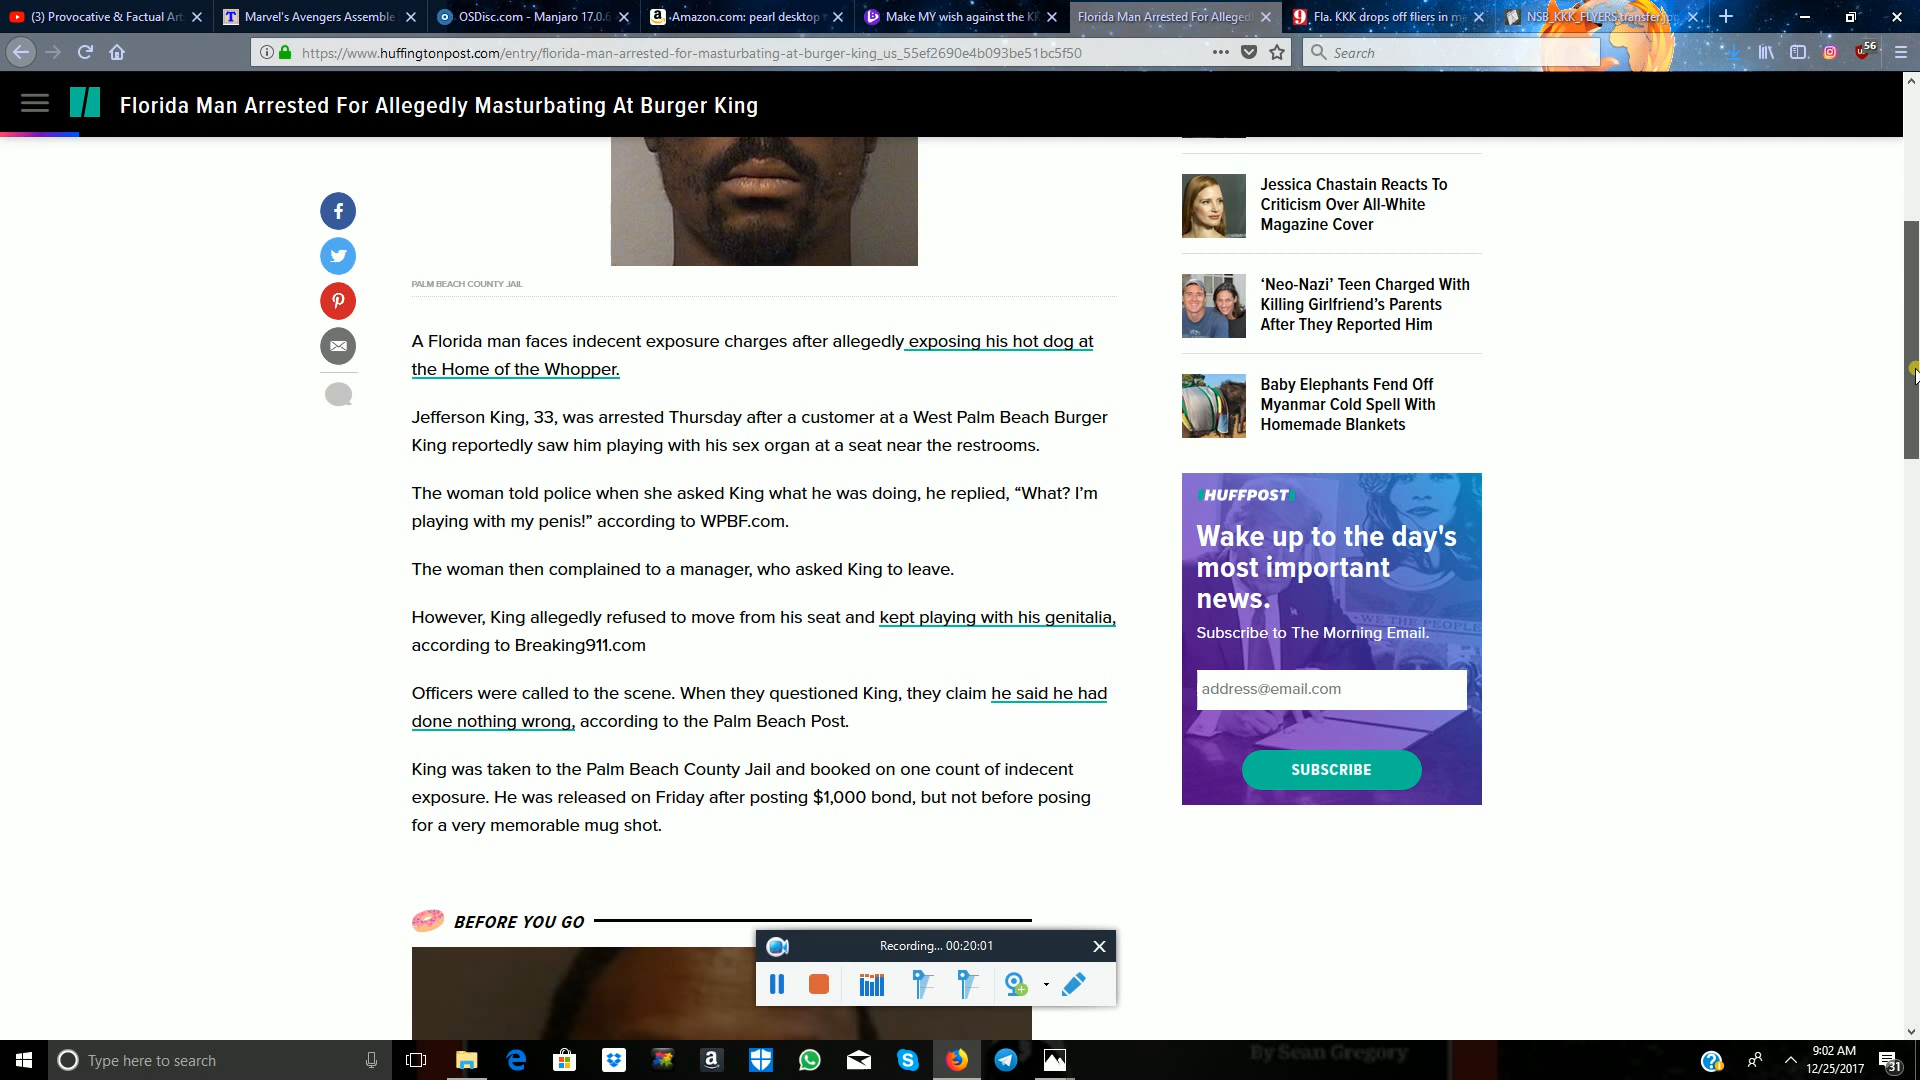 (3) Provocative & Factual Art
Marvel's Avengers Assemble
OSDisc.com - Manjaro 17.0.6
Amazon.com: pearl desktop
Make MY wish against the KK
Florida Man Arrested For Alleged
Fla. KKK drops off fliers in m
NSB_KKK_FLYERS.transfer.jpg
https://www.huffingtonpost.com/entry/florida-man-arrested-for-masturbating-at-burger-king_us_55ef2690e4b093be51bc5f50
Search
56
Florida Man Arrested For Allegedly Masturbating At Burger King
PALM BEACH COUNTY JAIL
A Florida man faces indecent exposure charges after allegedly exposing his hot dog at
the Home of the Whopper.
Jefferson King, 33, was arrested Thursday after a customer at a West Palm Beach Burger
King reportedly saw him playing with his sex organ at a seat near the restrooms.
The woman told police when she asked King what he was doing, he replied, “What? I’m
playing with my penis!” according to WPBF.com.
The woman then complained to a manager, who asked King to leave.
However, King allegedly refused to move from his seat and kept playing with his genitalia,
according to Breaking911.com
Officers were called to the scene. When they questioned King, they claim he said he had
done nothing wrong, according to the Palm Beach Post.
King was taken to the Palm Beach County Jail and booked on one count of indecent
exposure. He was released on Friday after posting $1,000 bond, but not before posing
for a very memorable mug shot.
BEFORE YOU GO
Jessica Chastain Reacts To
Criticism Over All-White
Magazine Cover
‘Neo-Nazi’ Teen Charged With
Killing Girlfriend’s Parents
After They Reported Him
Baby Elephants Fend Off
Myanmar Cold Spell With
Homemade Blankets
HUFFPOST
Wake up to the day's
most important
news.
WE THE PEOPLE
Subscribe to The Morning Email.
address@email.com
SUBSCRIBE
Recording... 00:20:01
Type here to search
By Sean Gregory
9:02 AM
12/25/2017
31